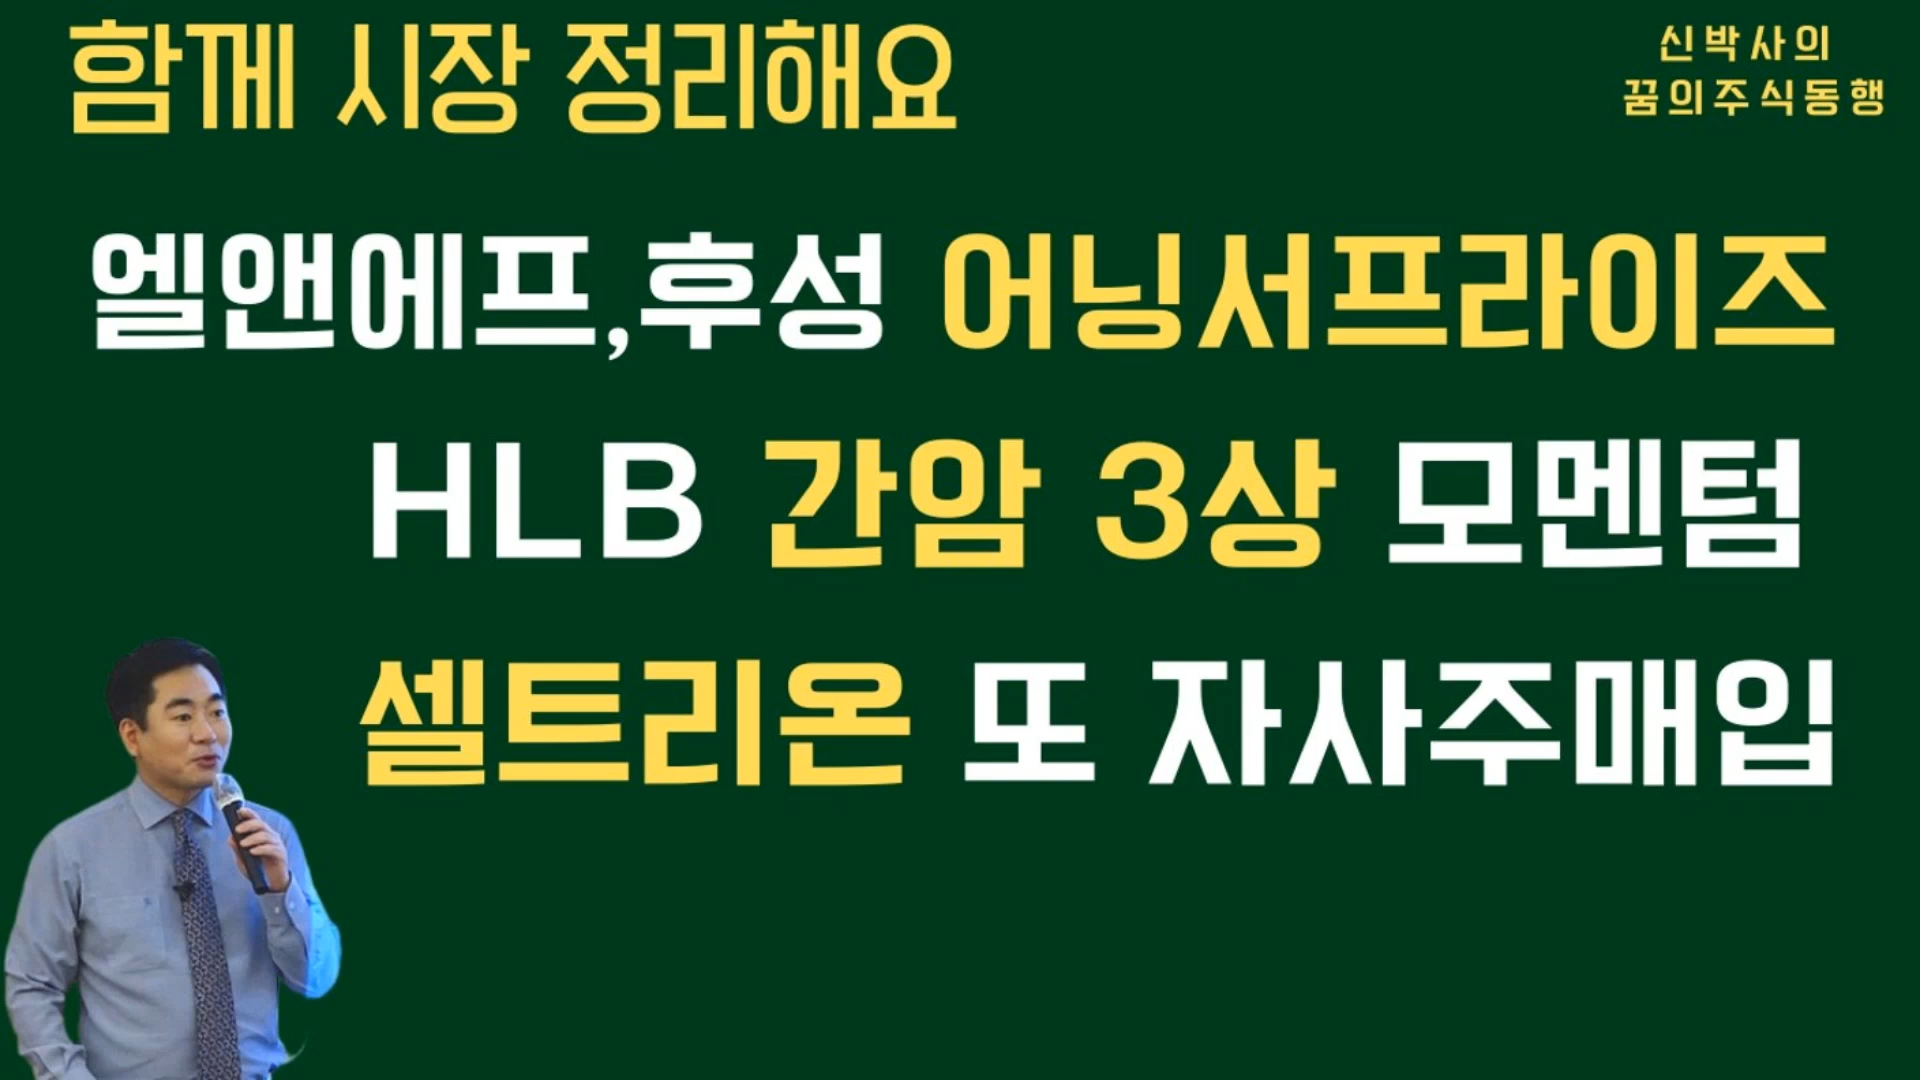 함께 시장 정리해요
신박사의
꿈의주식동행
엘앤에프,후성 어닝서프라이즈
HLB 간암 3상 모멘텀
셀트리온 또 자사주매입